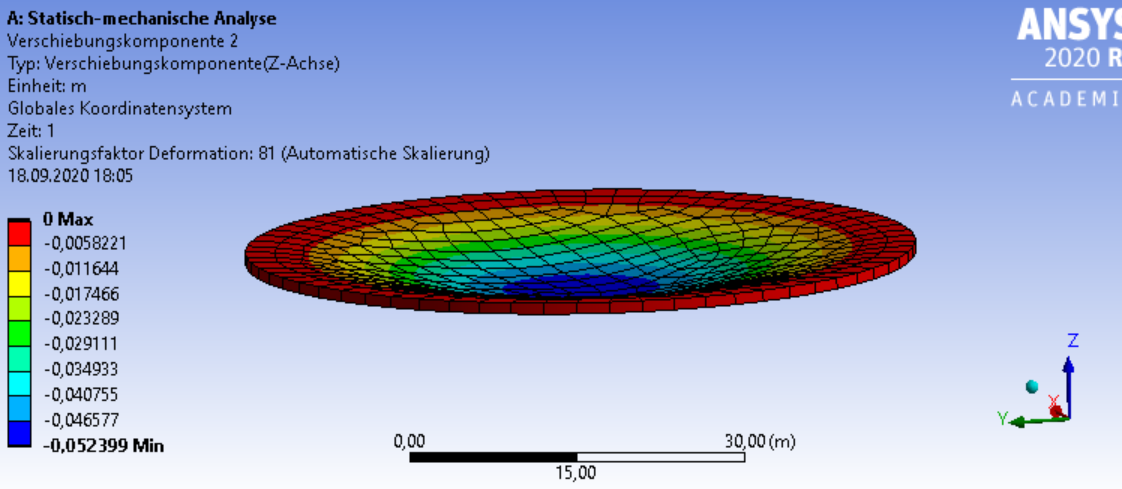 A: Statisch-mechanische Analyse
Verschiebungskomponente 2
Typ: Verschiebungskomponente(Z-Achse)
Einheit: m
Globales Koordinatensystem
Zeit: 1
Skalierungsfaktor Deformation: 81 (Automatische Skalierung)
18.09.2020 18:05
ANSYS
2020 R
ACADEMI
0 Max
-0,0058221
-0,011644
-0,017466
-0,023289
-0,029111
-0,034933
-0,040755
-0,046577
-0,052399 Min
0,00
30,00 (m)
15,00
Z
X
Y